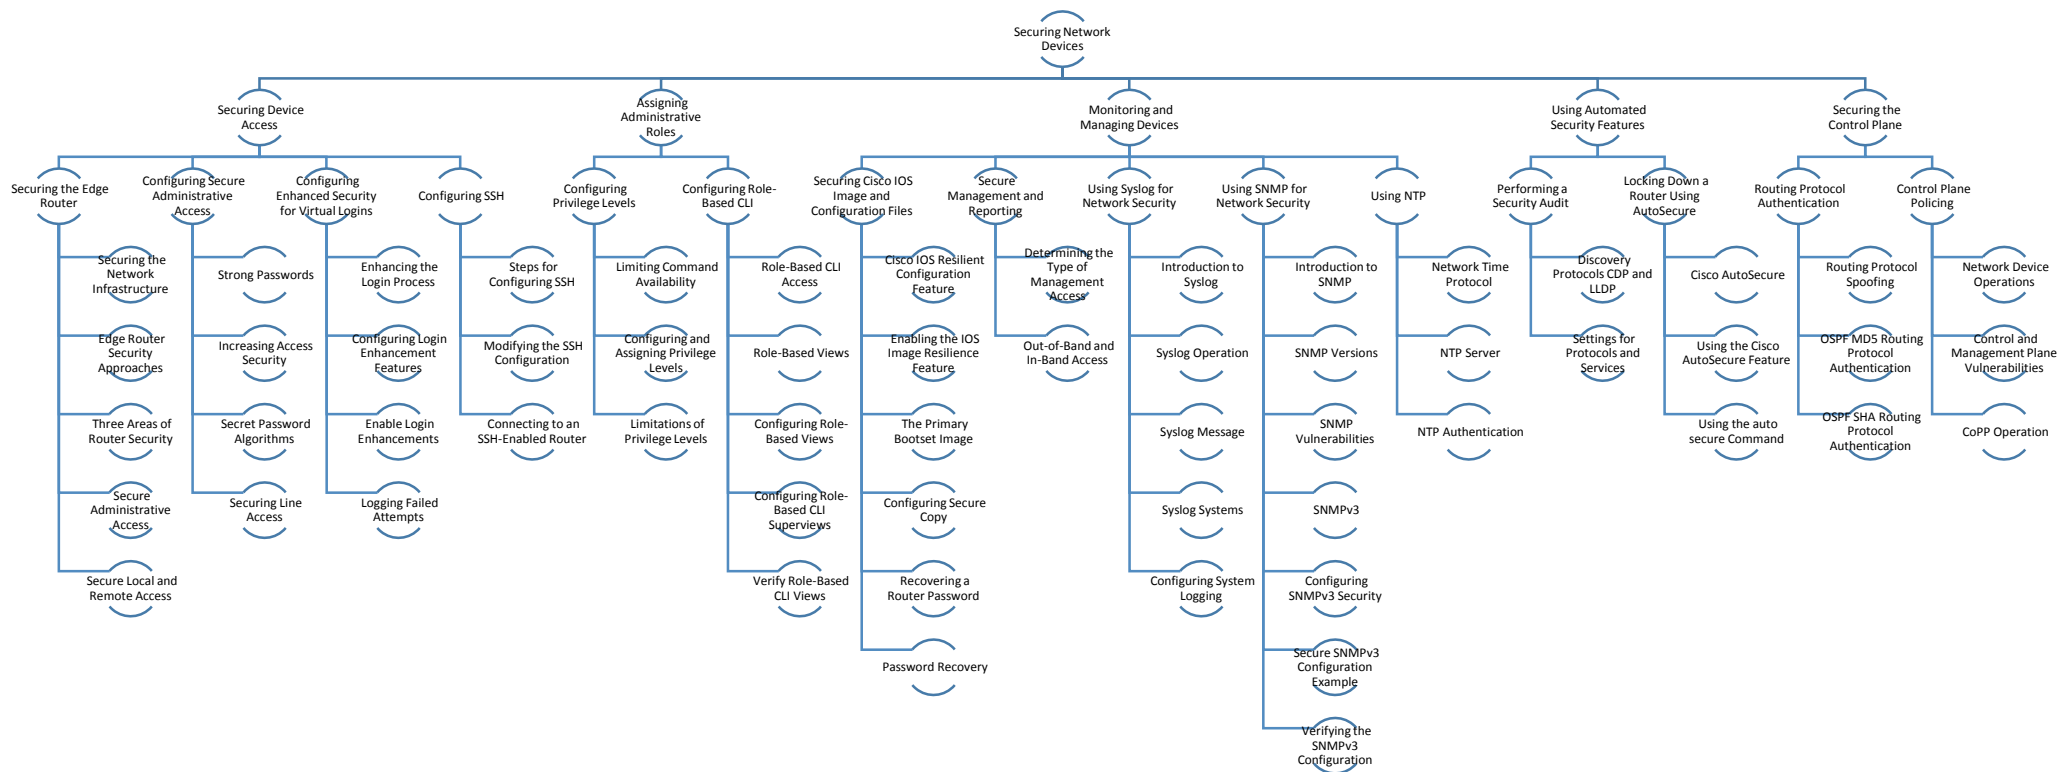 Securing Network
Devices
Securing Device
Access
Assigning
Administrative
Roles
Monitoring and
Managing Devices
Using Automated
Security Features
Securing the
Control Plane
Securing the Edge
Router
Configuring Secure
Administrative
Access
Configuring
Enhanced Security
for Virtual Logins
Configuring SSH
Configuring
Privilege Levels
Configuring Role-
Based CLI
Securing Cisco IOS
Image and
Configuration Files
Secure
Management and
Reporting
Using Syslog for
Network Security
Using SNMP for
Network Security
Using NTP
Performing a
Security Audit
Locking Down a
Router Using
AutoSecure
Routing Protocol
Authentication
Control Plane
Policing
Securing the
Network
Infrastructure
Strong Passwords
Enhancing the
Login Process
Steps for
Configuring SSH
Limiting Command
Availability
Role-Based CLI
Access
Cisco IOS Resilient
Configuration
Feature
Determining the
Type of
Management
Access
Introduction to
Syslog
Introduction to
SNMP
Network Time
Protocol
Discovery
Protocols CDP and
LLDP
Cisco AutoSecure
Routing Protocol
Spoofing
Network Device
Operations
Edge Router
Security
Approaches
Increasing Access
Security
Configuring Login
Enhancement
Features
Modifying the SSH
Configuration
Configuring and
Assigning Privilege
Levels
Role-Based Views
Enabling the IOS
Image Resilience
Feature
Out-of-Band and
In-Band Access
Syslog Operation
SNMP Versions
NTP Server
Settings for
Protocols and
Services
Using the Cisco
AutoSecure Feature
OSPF MD5 Routing
Protocol
Authentication
Control and
Management Plane
Vulnerabilities
Three Areas of
Router Security
Secret Password
Algorithms
Enable Login
Enhancements
Connecting to an
SSH-Enabled Router
Limitations of
Privilege Levels
Configuring Role-
Based Views
The Primary
Bootset Image
Syslog Message
SNMP
Vulnerabilities
NTP Authentication
Using the auto
secure Command
OSPF SHA Routing
Protocol
Authentication
CoPP Operation
Secure
Administrative
Access
Securing Line
Access
Logging Failed
Attempts
Configuring Role-
Based CLI
Superviews
Configuring Secure
Copy
Syslog Systems
SNMPv3
Secure Local and
Remote Access
Verify Role-Based
CLI Views
Recovering a
Router Password
Configuring System
Logging
Configuring
SNMPv3 Security
Password Recovery
Secure SNMPv3
Configuration
Example
Verifying the
SNMPv3
Configuration